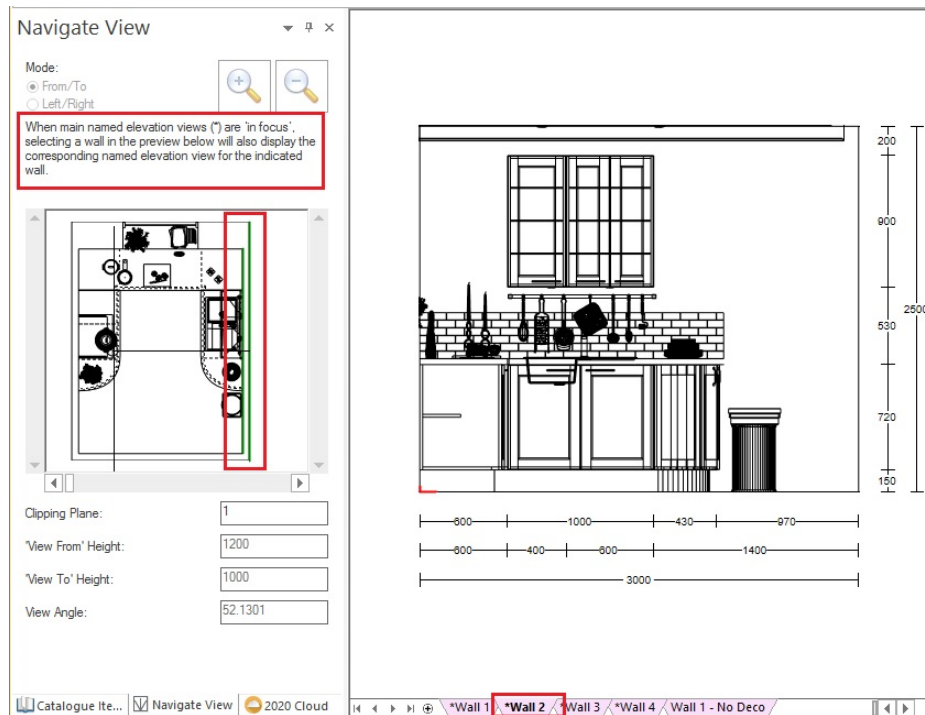 Navigate View
Mode:
From/To
Left/Right
When main named elevation views (*) are 'in focus',
selecting a wall in the preview below will also display the
corresponding named elevation view for the indicated
wall.
Clipping Plane:
1
'View From' Height:
1200
'View To' Height:
1000
View Angle:
52.1301
Catalogue Ite...
Navigate View
2020 Cloud
200
900
2500
530
720
150
600
1000
430
970
600
400
600
1400
3000
*Wall 1
*Wall 2
*Wall 3
*Wall 4
Wall 1 - No Deco